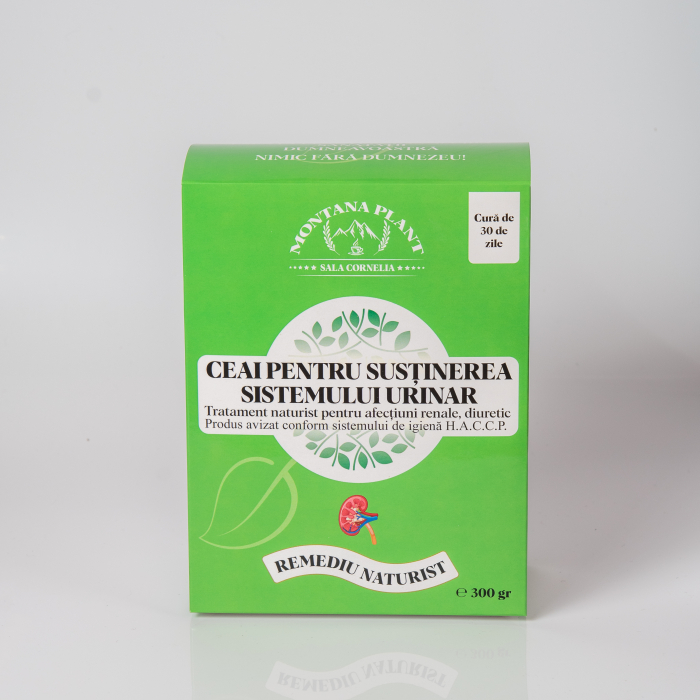 DUMNEAVOASTRĂ
NIMIC FĂRĂ DUMNEZEU!
MONTANA PLANT
SALA CORNELIA
Cură de
30 de
zile
CEAI PENTRU SUSȚINEREA
SISTEMULUI URINAR
Tratament naturist pentru afecțiuni renale, diuretic
Produs avizat conform sistemului de igienă H.A.C.C.P.
REMEDIU NATURIST
℮ 300 gr